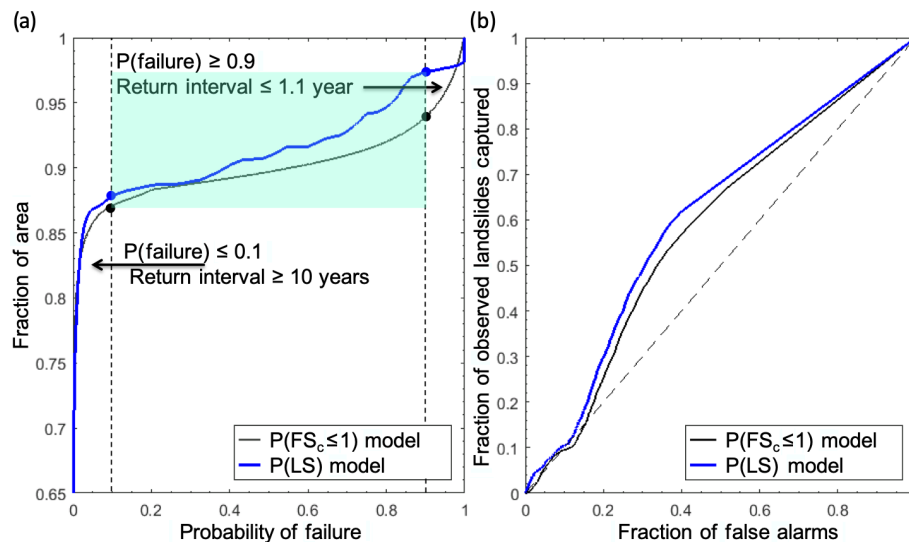 (a)
1
0.95
0.9
0.85
0.8
0.75
0.7
0.65
Fraction of area
P(failure) ≥ 0.9
Return interval ≤ 1.1 year
P(failure) ≤ 0.1
Return interval ≥ 10 years
P(FSc≤1) model
P(LS) model
0 0.2 0.4 0.6 0.8 1
Probability of failure
(b)
1
0.9
0.8
0.7
0.6
0.5
0.4
0.3
0.2
0.1
0
Fraction of observed landslides captured
P(FSc≤1) model
P(LS) model
0 0.2 0.4 0.6 0.8
Fraction of false alarms